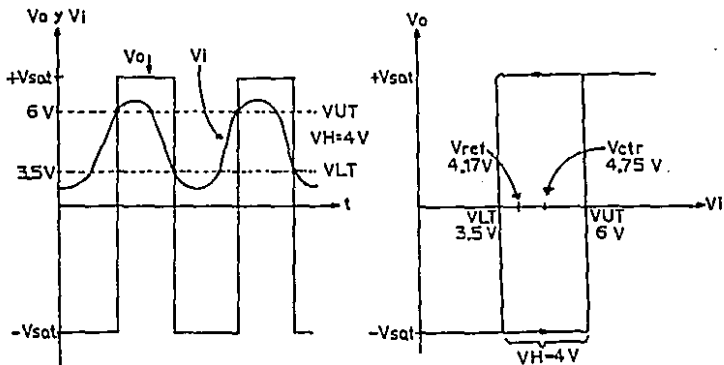 Vo y Vi
+Vsat
Vo
Vi
6 V
VUT
VH=4 V
3,5V
VLT
t
-Vsat
Vo
+Vsat
Vref
4,17V
Vctr
4,75 V
VLT
3,5 V
VUT
6 V
Vi
-Vsat
VH=4V